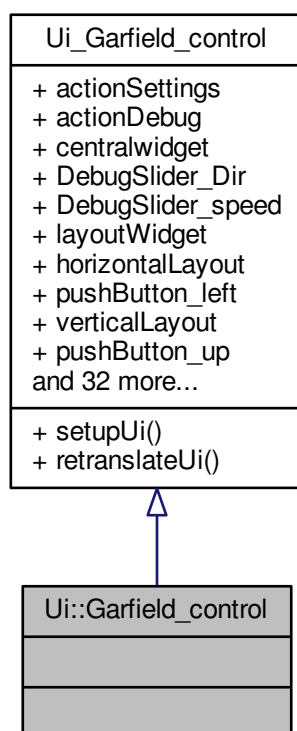 Ui_Garfield_control
+ actionSettings
+ actionDebug
+ centralwidget
+ DebugSlider_Dir
+ DebugSlider_speed
+ layoutWidget
+ horizontalLayout
+ pushButton_left
+ verticalLayout
+ pushButton_up
and 32 more...
+ setupUi()
+ retranslateUi()
Ui::Garfield_control